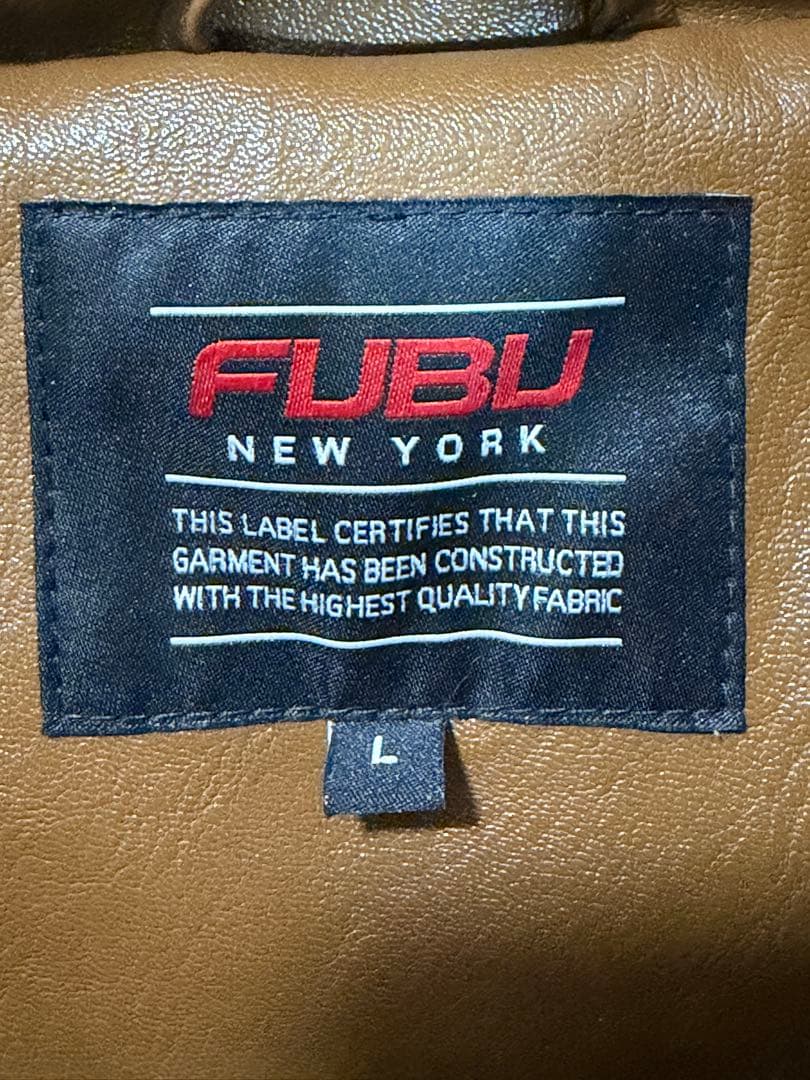 FUBU
NEW YORK
THIS LABEL CERTIFIES THAT THIS
GARMENT HAS BEEN CONSTRUCTED
WITH THE HIGHEST QUALITY FABRIC
L